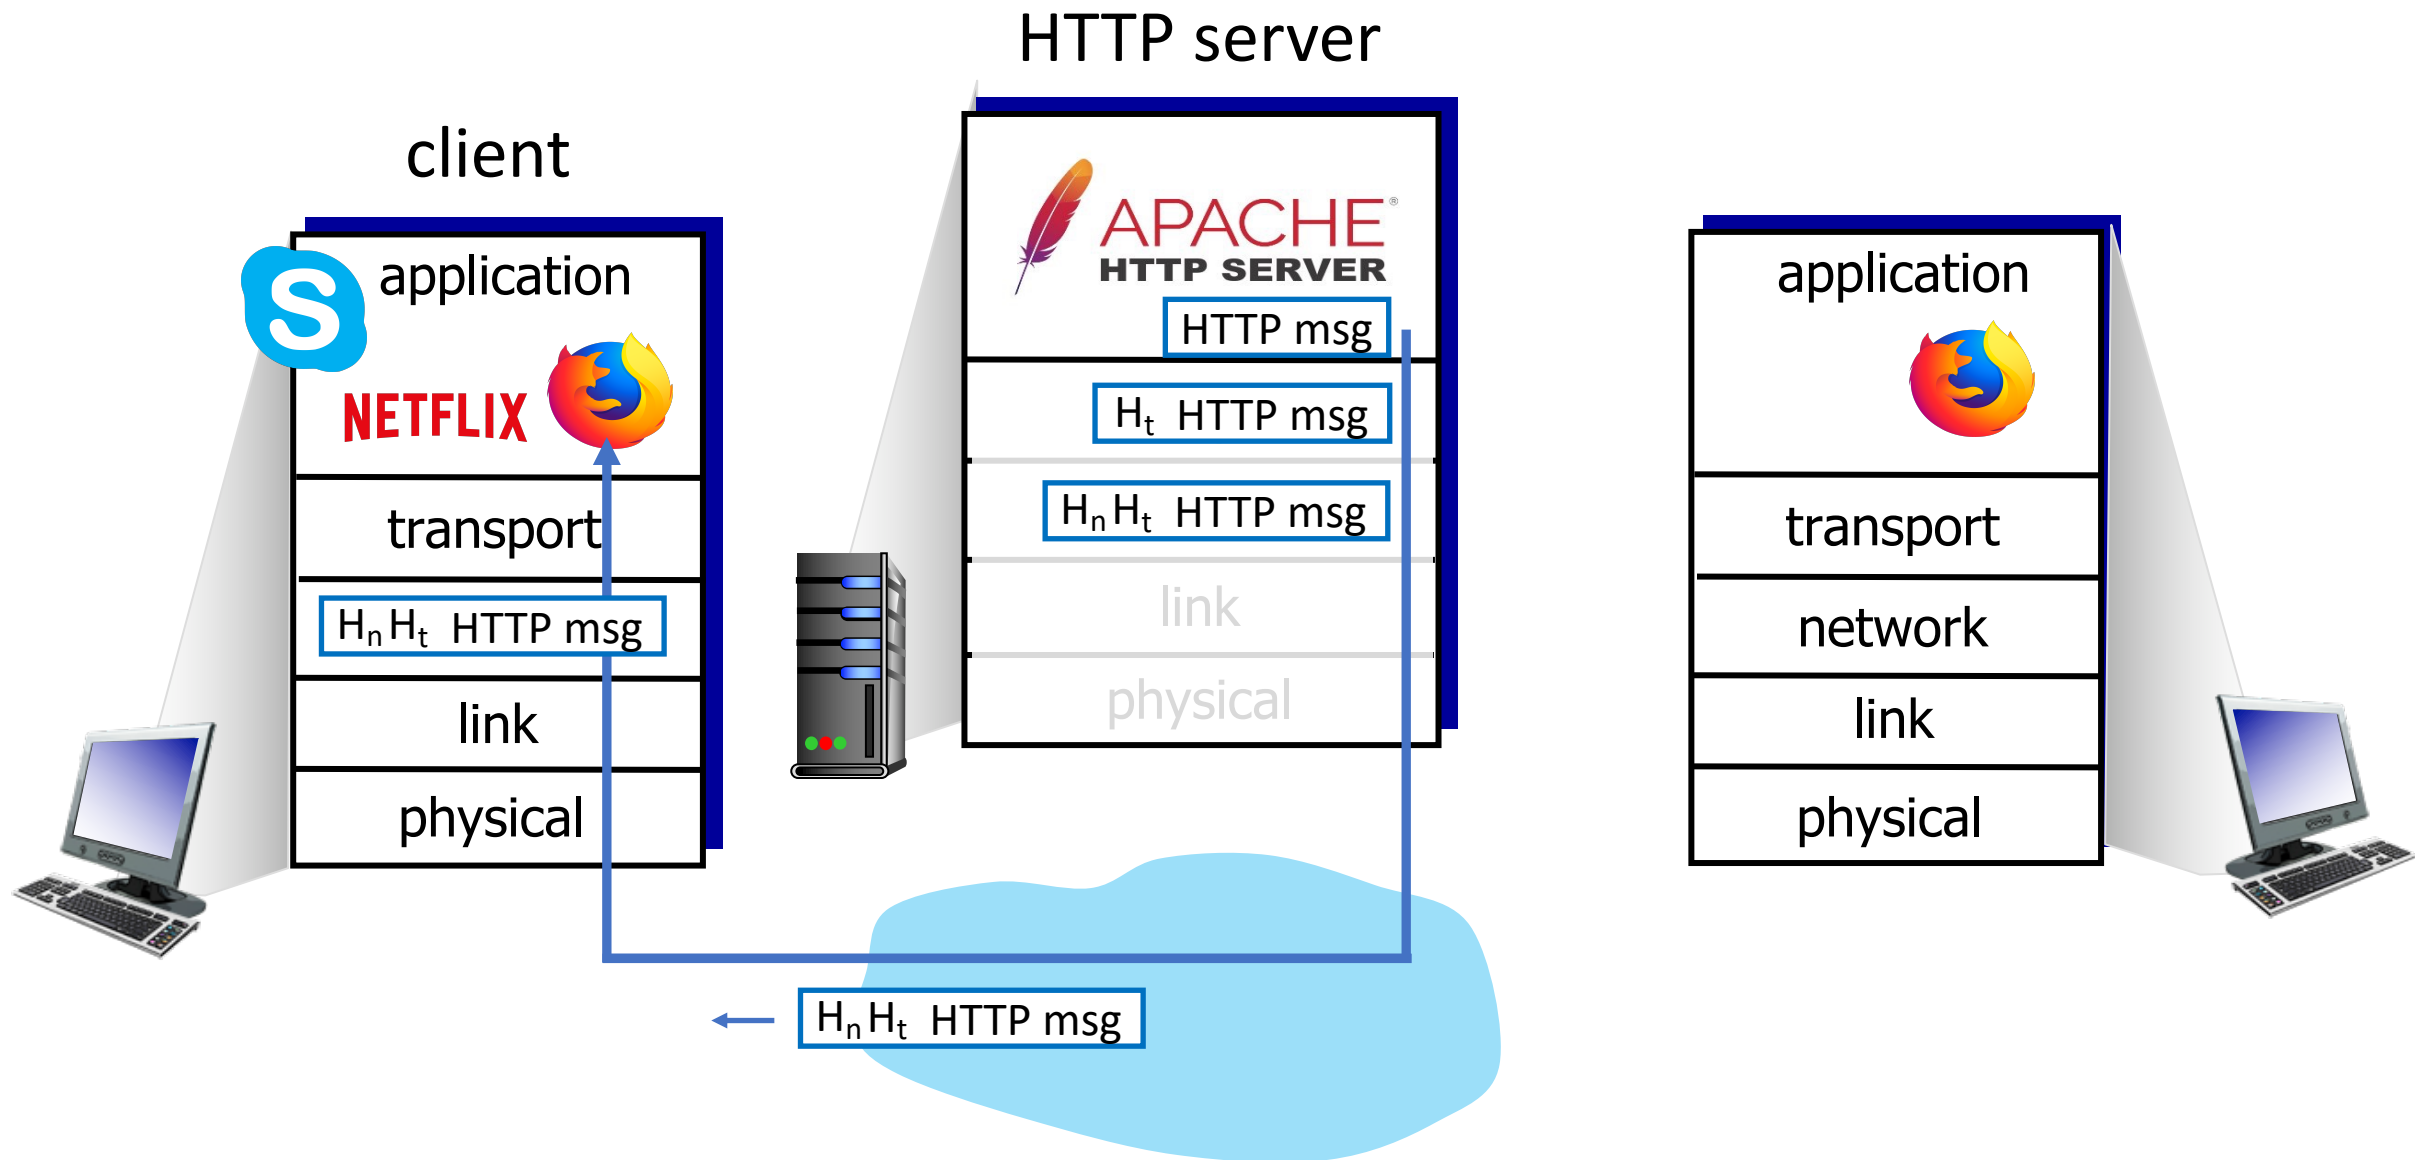 HTTP server
client
application
S
NETFLIX
transport
HnHt HTTP msg
link
physical
APACHE®
HTTP SERVER
HTTP msg
Ht HTTP msg
HnHt HTTP msg
link
physical
application
transport
network
link
physical
HnHt HTTP msg